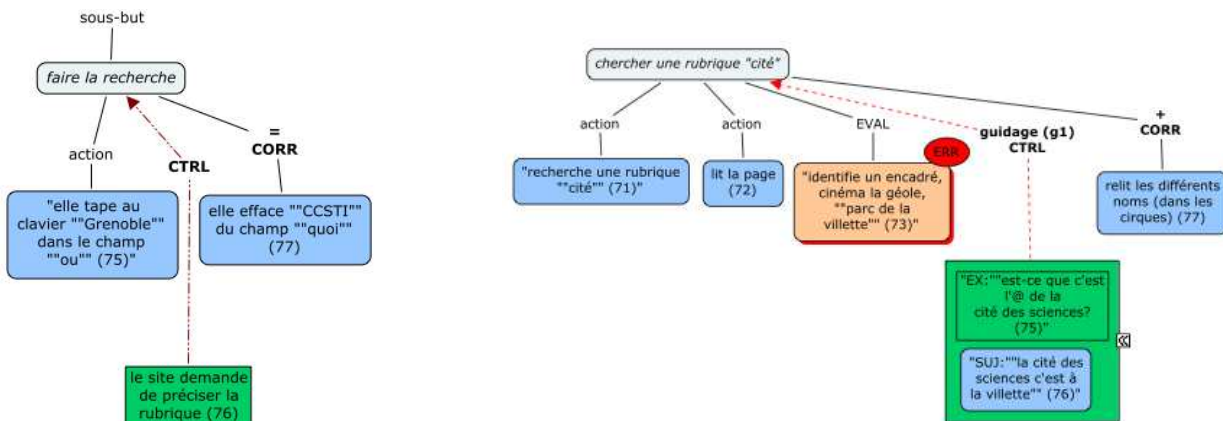 sous-but
faire la recherche
action
CTRL
=
CORR
"elle tape au
clavier ""Grenoble""
dans le champ
""ou"" (75)"
elle efface ""CCSTI""
du champ ""quoi""
(77)
le site demande
de préciser la
rubrique (76)
chercher une rubrique "cité"
action
action
EVAL
guidage (g1)
CTRL
+
CORR
"recherche une rubrique
""cité"" (71)"
lit la page
(72)
ERR
"identifie un encadré,
cinéma la géole,
""parc de la
villette"" (73)"
relit les différents
noms (dans les
cirques) (77)
"EX:""est-ce que c'est
l'@ de la
cité des sciences?
(75)"
"SUJ:""la cité des
sciences c'est à
la villette"" (76)"